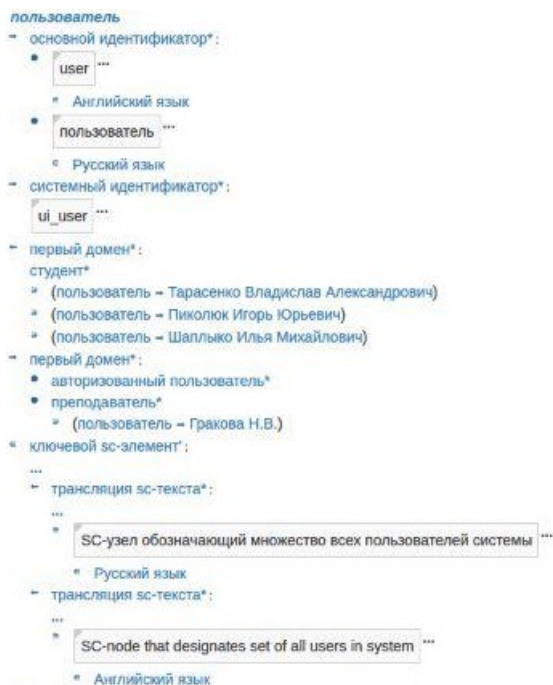 пользователь
основной идентификатор*:
user ...
Английский язык
пользователь ...
Русский язык
системный идентификатор*:
ui_user ...
первый домен*:
студент*
(пользователь – Тарасенко Владислав Александрович)
(пользователь – Пиколюк Игорь Юрьевич)
(пользователь – Шаплыко Илья Михайлович)
первый домен*:
авторизованный пользователь*
преподаватель*
(пользователь – Гракова Н.В.)
ключевой sc-элемент':
...
трансляция sc-текста*:
...
SC-узел обозначающий множество всех пользователей системы ...
Русский язык
трансляция sc-текста*:
...
SC-node that designates set of all users in system ...
Английский язык